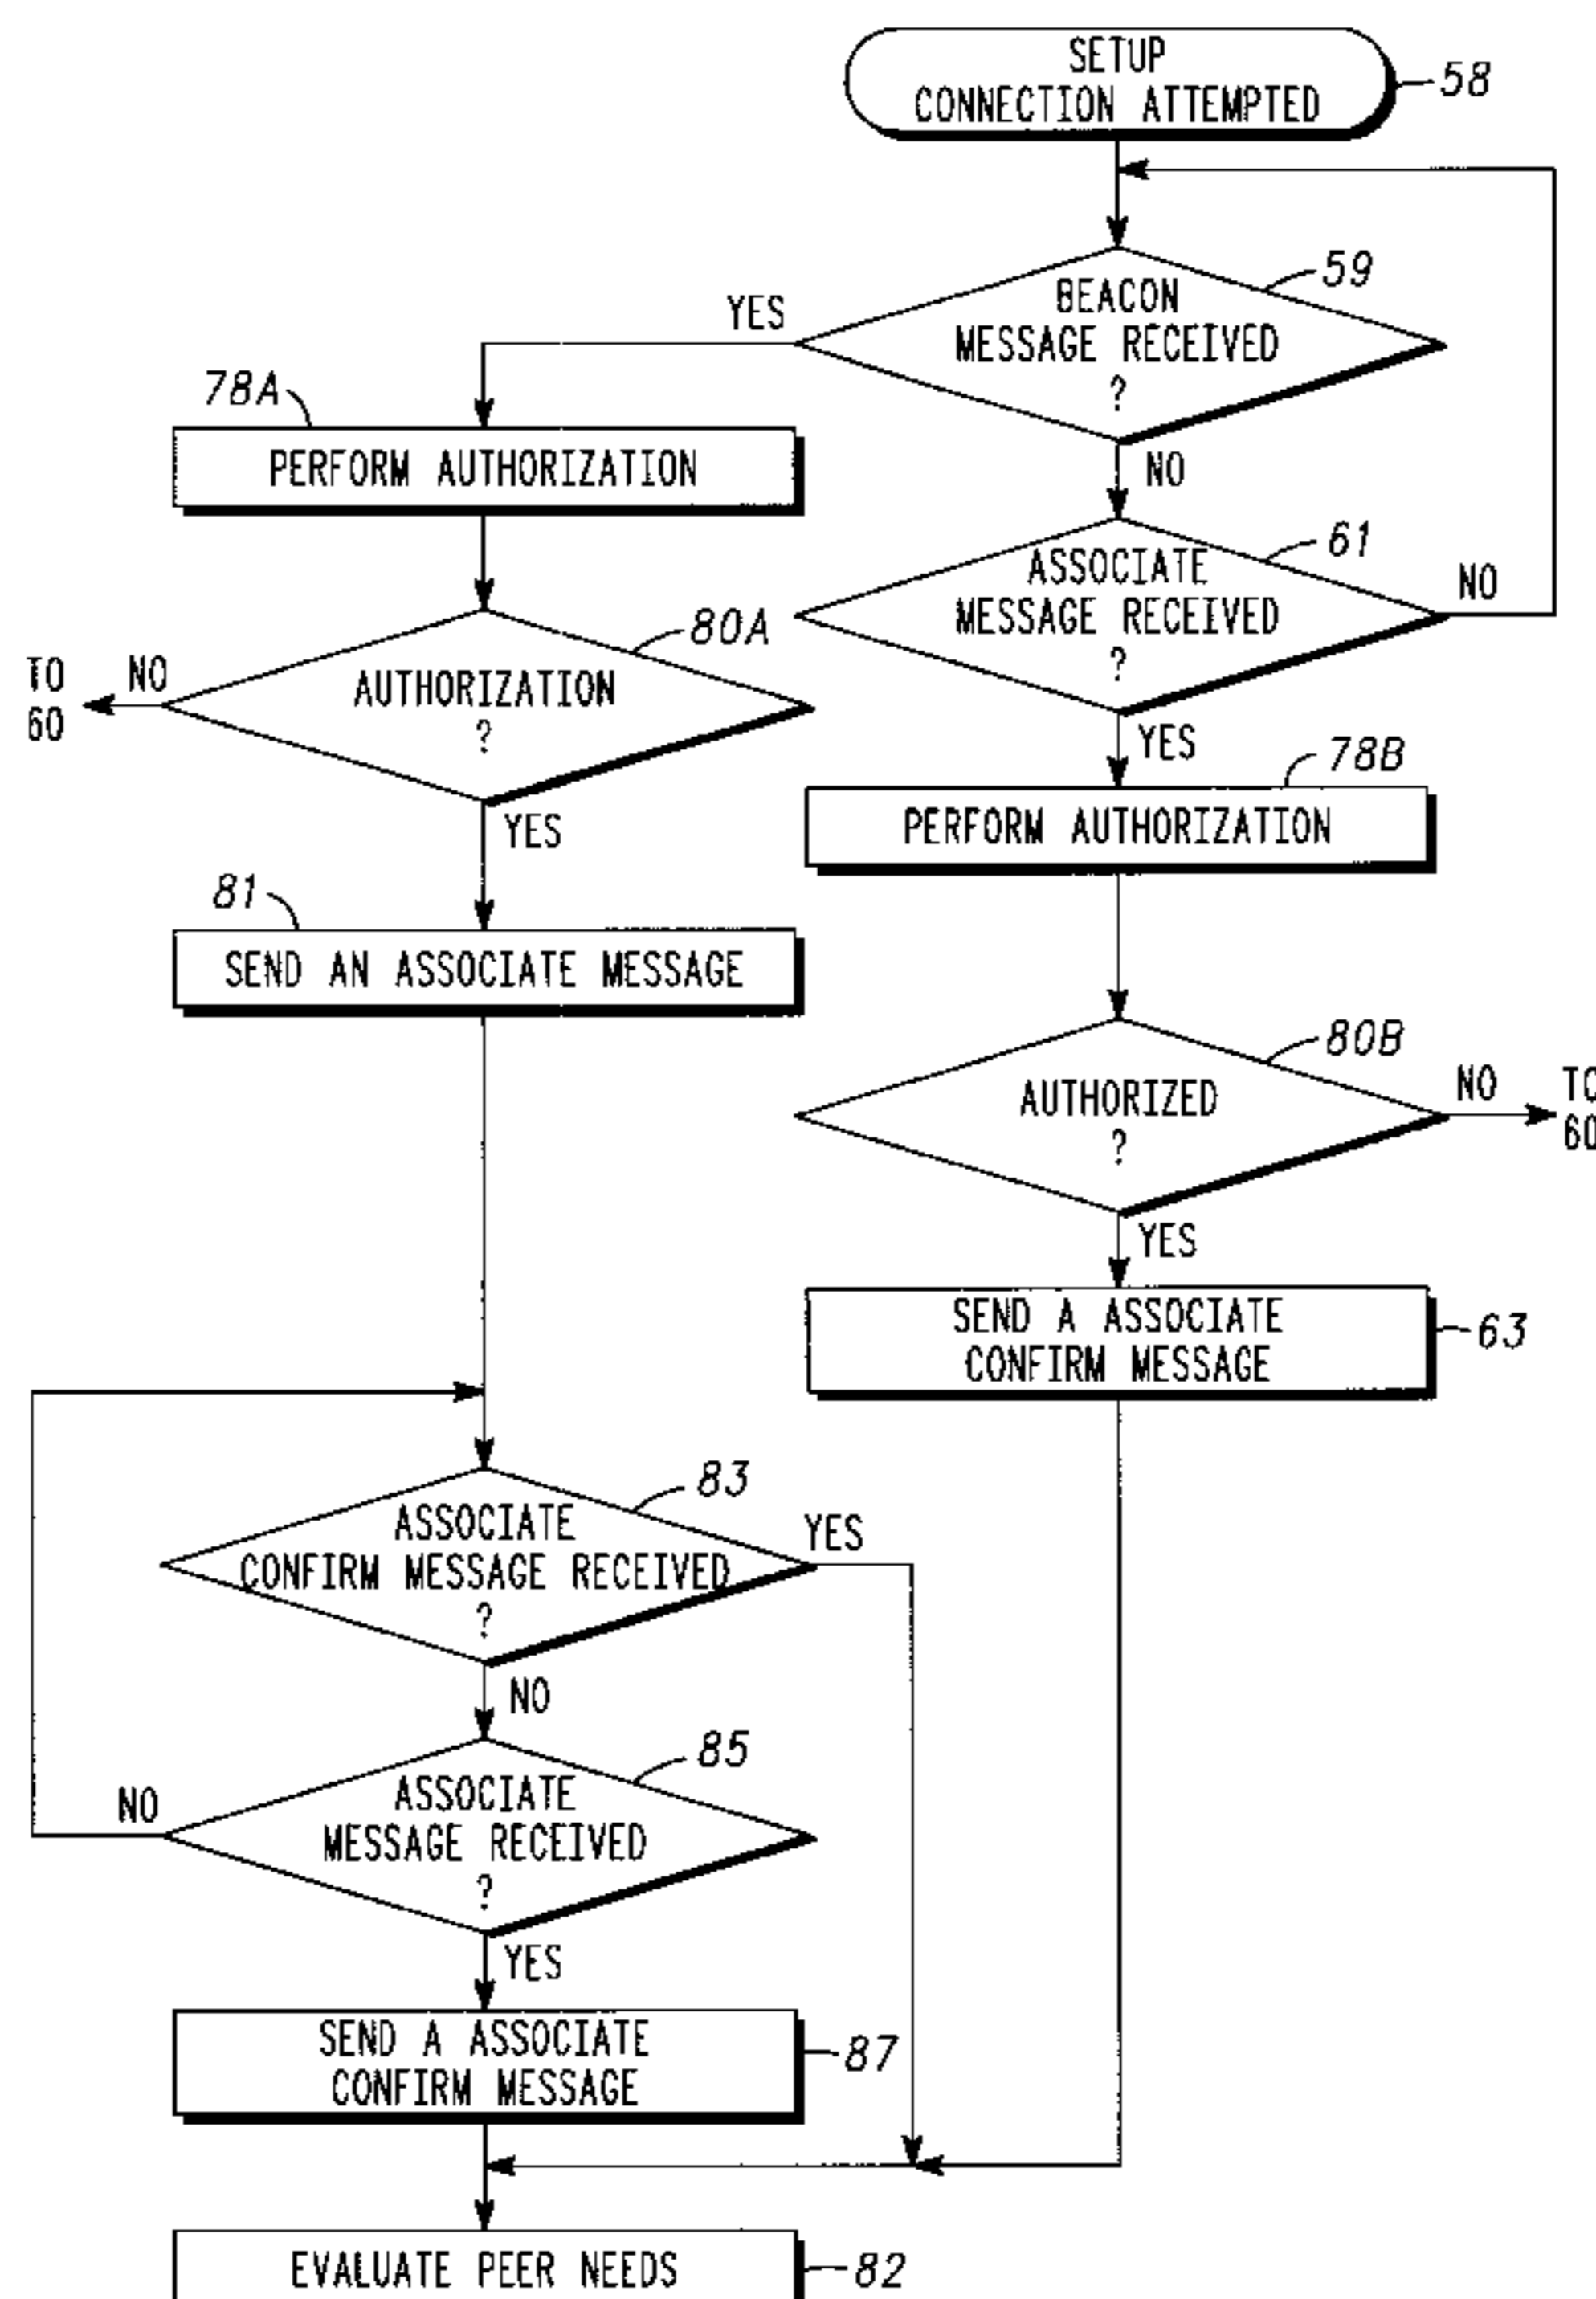 SETUP
CONNECTION ATTEMPTED
58
BEACON
MESSAGE RECEIVED
?
59
YES
NO
78A
PERFORM AUTHORIZATION
ASSOCIATE
MESSAGE RECEIVED
?
61
NO
YES
AUTHORIZATION
?
80A
NO
TO
60
YES
78B
PERFORM AUTHORIZATION
81
SEND AN ASSOCIATE MESSAGE
AUTHORIZED
?
80B
NO
TO
60
YES
SEND A ASSOCIATE
CONFIRM MESSAGE
63
ASSOCIATE
CONFIRM MESSAGE RECEIVED
?
83
YES
NO
ASSOCIATE
MESSAGE RECEIVED
?
85
NO
YES
SEND A ASSOCIATE
CONFIRM MESSAGE
87
EVALUATE PEER NEEDS
82